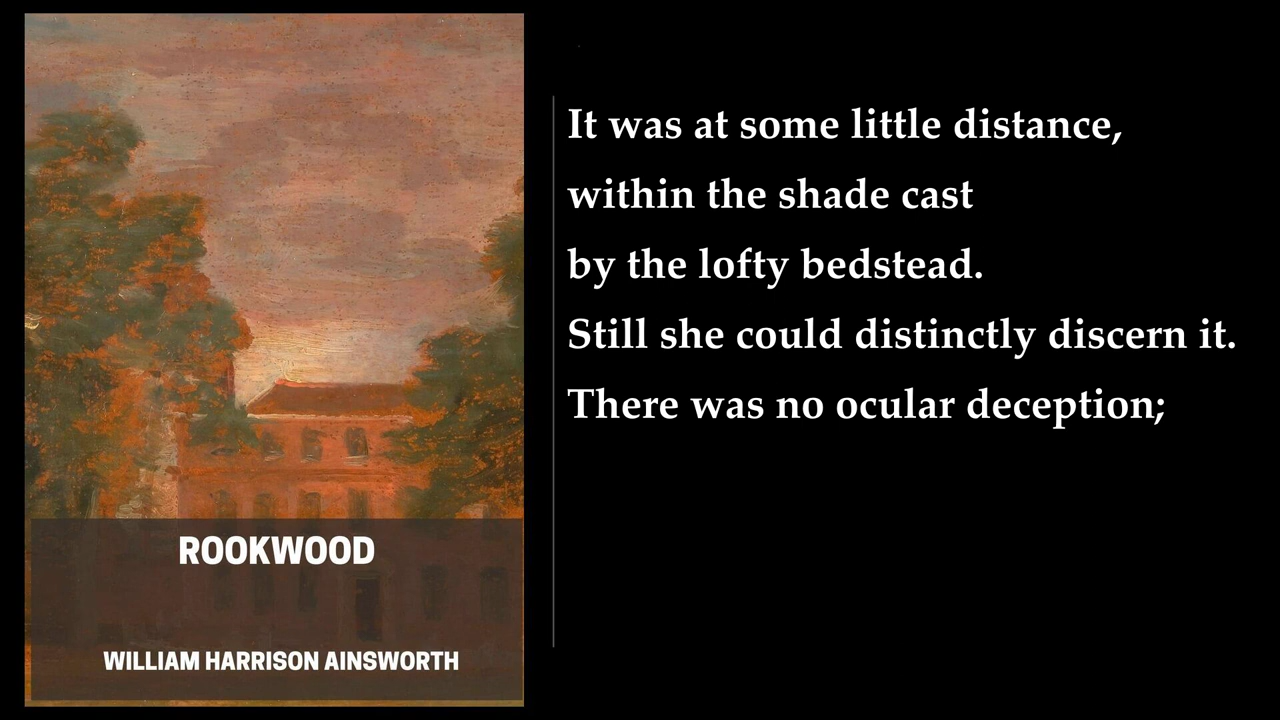 ROOKWOOD
WILLIAM HARRISON AINSWORTH
It was at some little distance,
within the shade cast
by the lofty bedstead.
Still she could distinctly discern it.
There was no ocular deception;